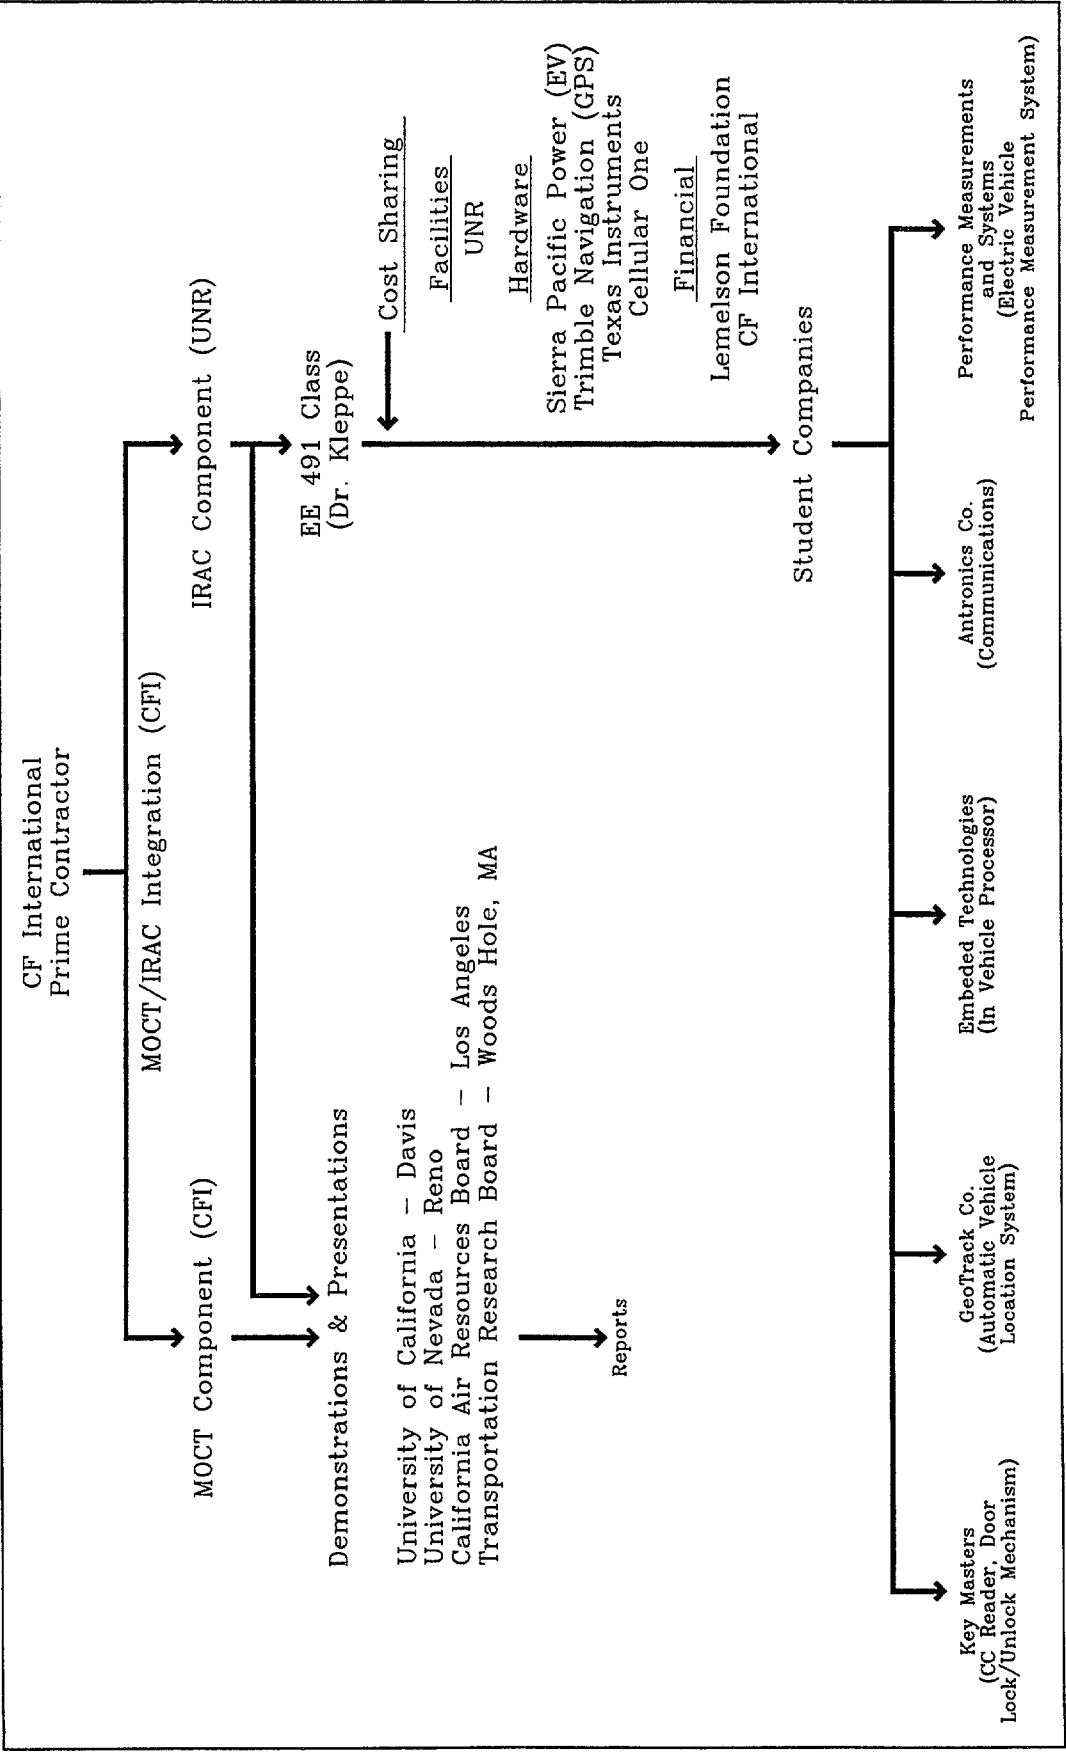 CF International
Prime Contractor
MOCT/IRAC Integration (CFI)
MOCT Component (CFI)
IRAC Component (UNR)
Demonstrations & Presentations
University of California – Davis
University of Nevada – Reno
California Air Resources Board – Los Angeles
Transportation Research Board – Woods Hole, MA
Reports
EE 491 Class
(Dr. Kleppe)
Cost Sharing
Facilities
UNR
Hardware
Sierra Pacific Power (EV)
Trimble Navigation (GPS)
Texas Instruments
Cellular One
Financial
Lemelson Foundation
CF International
Student Companies
Key Masters
(CC Reader, Door
Lock/Unlock Mechanism)
GeoTrack Co.
(Automatic Vehicle
Location System)
Embeded Technologies
(In Vehicle Processor)
Antronics Co.
(Communications)
Performance Measurements
and Systems
(Electric Vehicle
Performance Measurement System)